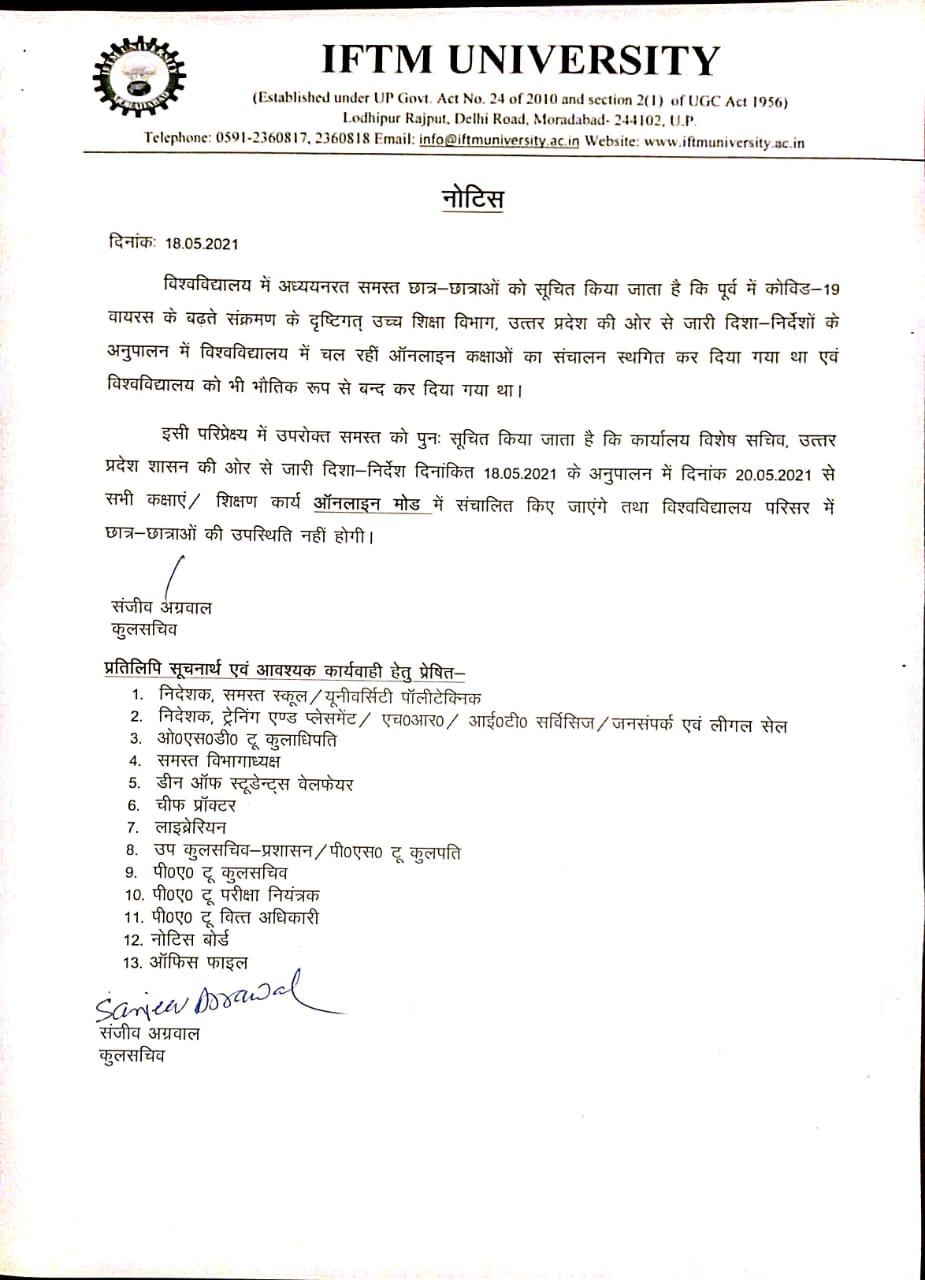 IFTM UNIVERSITY
(Established under UP Govt. Act No. 24 of 2010 and section 2(1) of UGC Act 1956)
Lodhipur Rajput, Delhi Road, Moradabad- 244102, U.P.
Telephone: 0591-2360817, 2360818 Email: info@iftmuniversity.ac.in Website: www.iftmuniversity.ac.in
नोटिस
दिनांकः 18.05.2021
विश्वविद्यालय में अध्ययनरत समस्त छात्र–छात्राओं को सूचित किया जाता है कि पूर्व में कोविड–19
वायरस के बढ़ते संक्रमण के दृष्टिगत् उच्च शिक्षा विभाग, उत्तर प्रदेश की ओर से जारी दिशा–निर्देशों के
अनुपालन में विश्वविद्यालय में चल रहीं ऑनलाइन कक्षाओं का संचालन स्थगित कर दिया गया था एवं
विश्वविद्यालय को भी भौतिक रूप से बन्द कर दिया गया था।
इसी परिप्रेक्ष्य में उपरोक्त समस्त को पुनः सूचित किया जाता है कि कार्यालय विशेष सचिव, उत्तर
प्रदेश शासन की ओर से जारी दिशा–निर्देश दिनांकित 18.05.2021 के अनुपालन में दिनांक 20.05.2021 से
सभी कक्षाएं/ शिक्षण कार्य ऑनलाइन मोड में संचालित किए जाएंगे तथा विश्वविद्यालय परिसर में
छात्र–छात्राओं की उपस्थिति नहीं होगी।
संजीव अग्रवाल
कुलसचिव
प्रतिलिपि सूचनार्थ एवं आवश्यक कार्यवाही हेतु प्रेषित–
1. निदेशक, समस्त स्कूल/यूनीवर्सिटी पॉलीटेक्निक
2. निदेशक, ट्रेनिंग एण्ड प्लेसमेंट/ एच0आर0/ आई0टी0 सर्विसिज/जनसंपर्क एवं लीगल सेल
3. ओ0एस0डी0 टू कुलाधिपति
4. समस्त विभागाध्यक्ष
5. डीन ऑफ स्टूडेन्ट्स वेलफेयर
6. चीफ प्रॉक्टर
7. लाइब्रेरियन
8. उप कुलसचिव–प्रशासन/पी0एस0 टू कुलपति
9. पी0ए0 टू कुलसचिव
10. पी0ए0 टू परीक्षा नियंत्रक
11. पी0ए0 टू वित्त अधिकारी
12. नोटिस बोर्ड
13. ऑफिस फाइल
Sanjeev
संजीव अग्रवाल
कुलसचिव